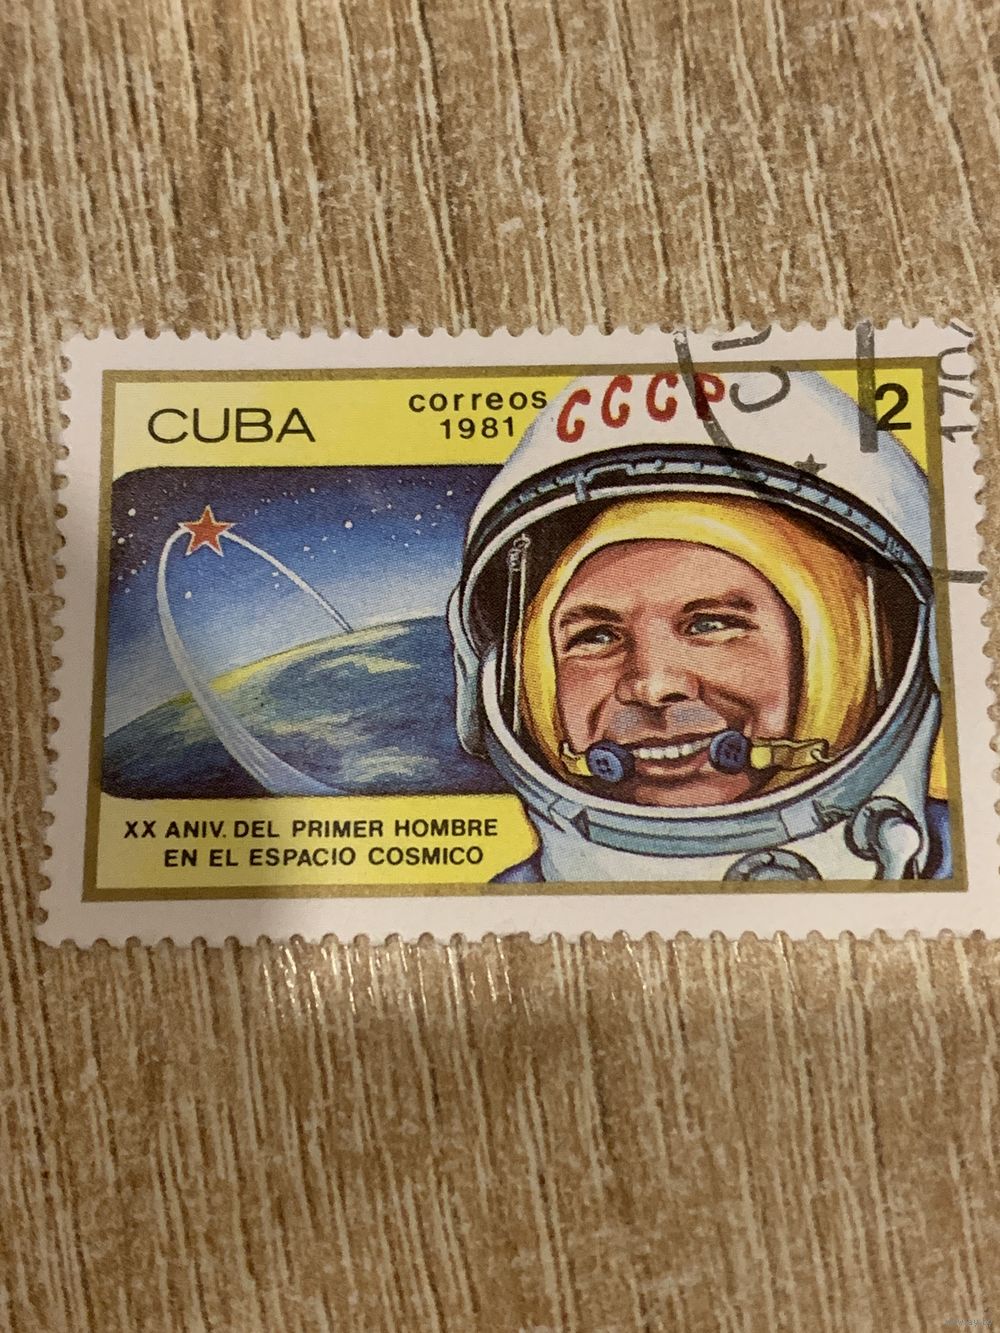 CUBA
correos
1981
СССР
2
XX ANIV. DEL PRIMER HOMBRE
EN EL ESPACIO COSMICO